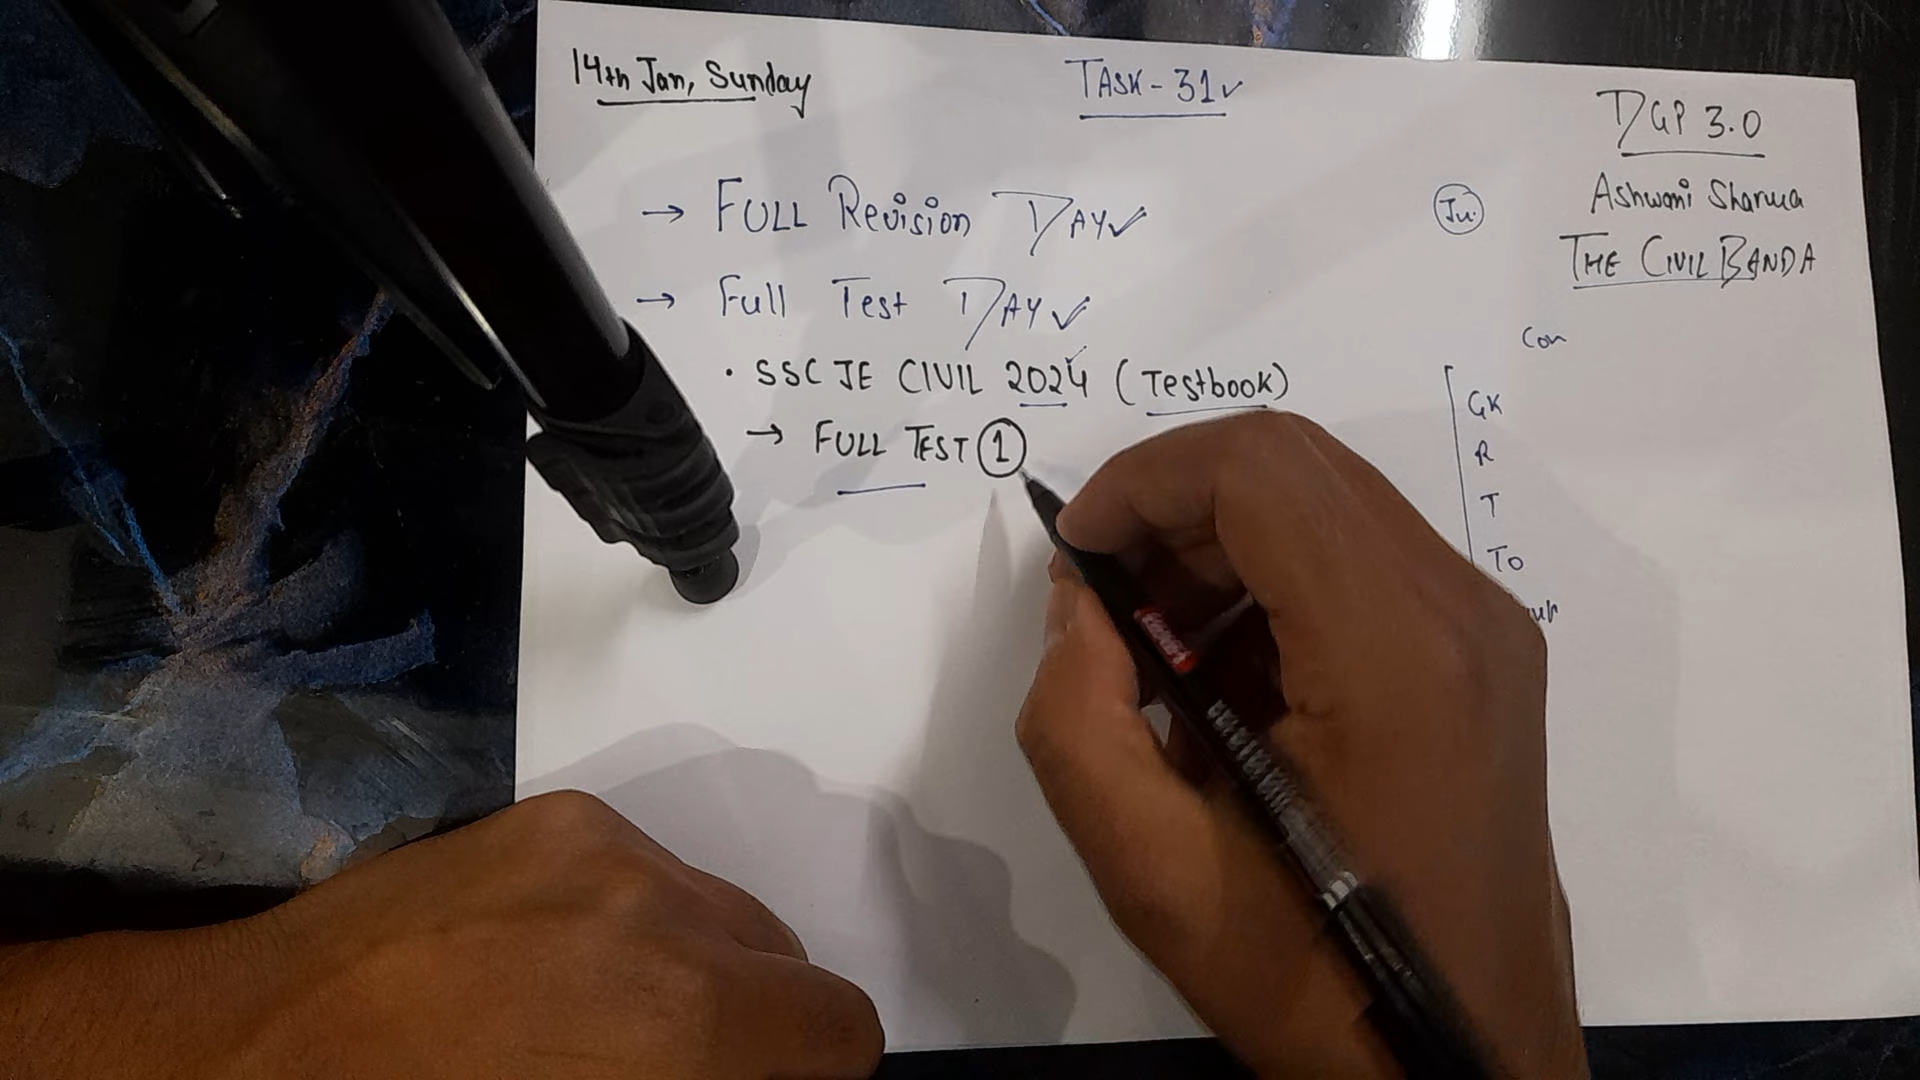 14th Jan, Sunday
TASK - 31 ✓
DGP 3.0
Ashwani Sharma
THE CIVIL BANDA
→ FULL Revision DAY ✓
→ Full Test DAY ✓
• SSC JE CIVIL 2024 (Testbook)
→ FULL TEST 1
Ju.
Con
GK
R
T
To